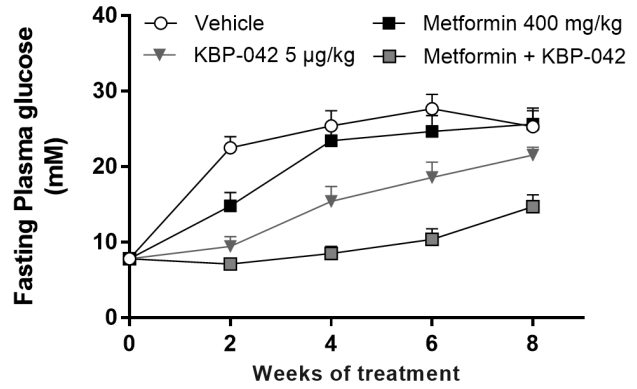 Vehicle
Metformin 400 mg/kg
KBP-042 5 µg/kg
Metformin + KBP-042
Fasting Plasma glucose
(mM)
40
30
20
10
0
0 2 4 6 8
Weeks of treatment